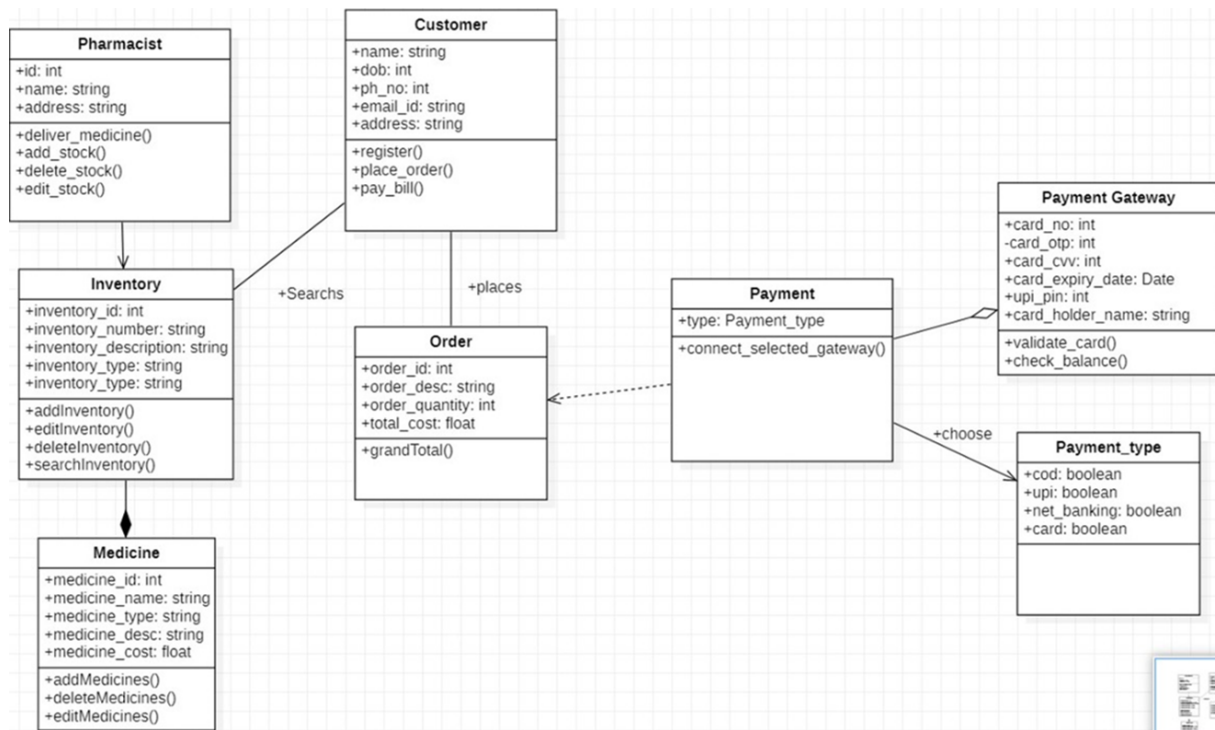 Pharmacist
+id: int
+name: string
+address: string
+deliver_medicine()
+add_stock()
+delete_stock()
+edit_stock()
Customer
+name: string
+dob: int
+ph_no: int
+email_id: string
+address: string
+register()
+place_order()
+pay_bill()
Inventory
+inventory_id: int
+inventory_number: string
+inventory_description: string
+inventory_type: string
+inventory_type: string
+addInventory()
+editInventory()
+deleteInventory()
+searchInventory()
+Searchs
+places
Order
+order_id: int
+order_desc: string
+order_quantity: int
+total_cost: float
+grandTotal()
Payment
+type: Payment_type
+connect_selected_gateway()
Payment Gateway
+card_no: int
-card_otp: int
+card_cvv: int
+card_expiry_date: Date
+upi_pin: int
+card_holder_name: string
+validate_card()
+check_balance()
+choose
Payment_type
+cod: boolean
+upi: boolean
+net_banking: boolean
+card: boolean
Medicine
+medicine_id: int
+medicine_name: string
+medicine_type: string
+medicine_desc: string
+medicine_cost: float
+addMedicines()
+deleteMedicines()
+editMedicines()